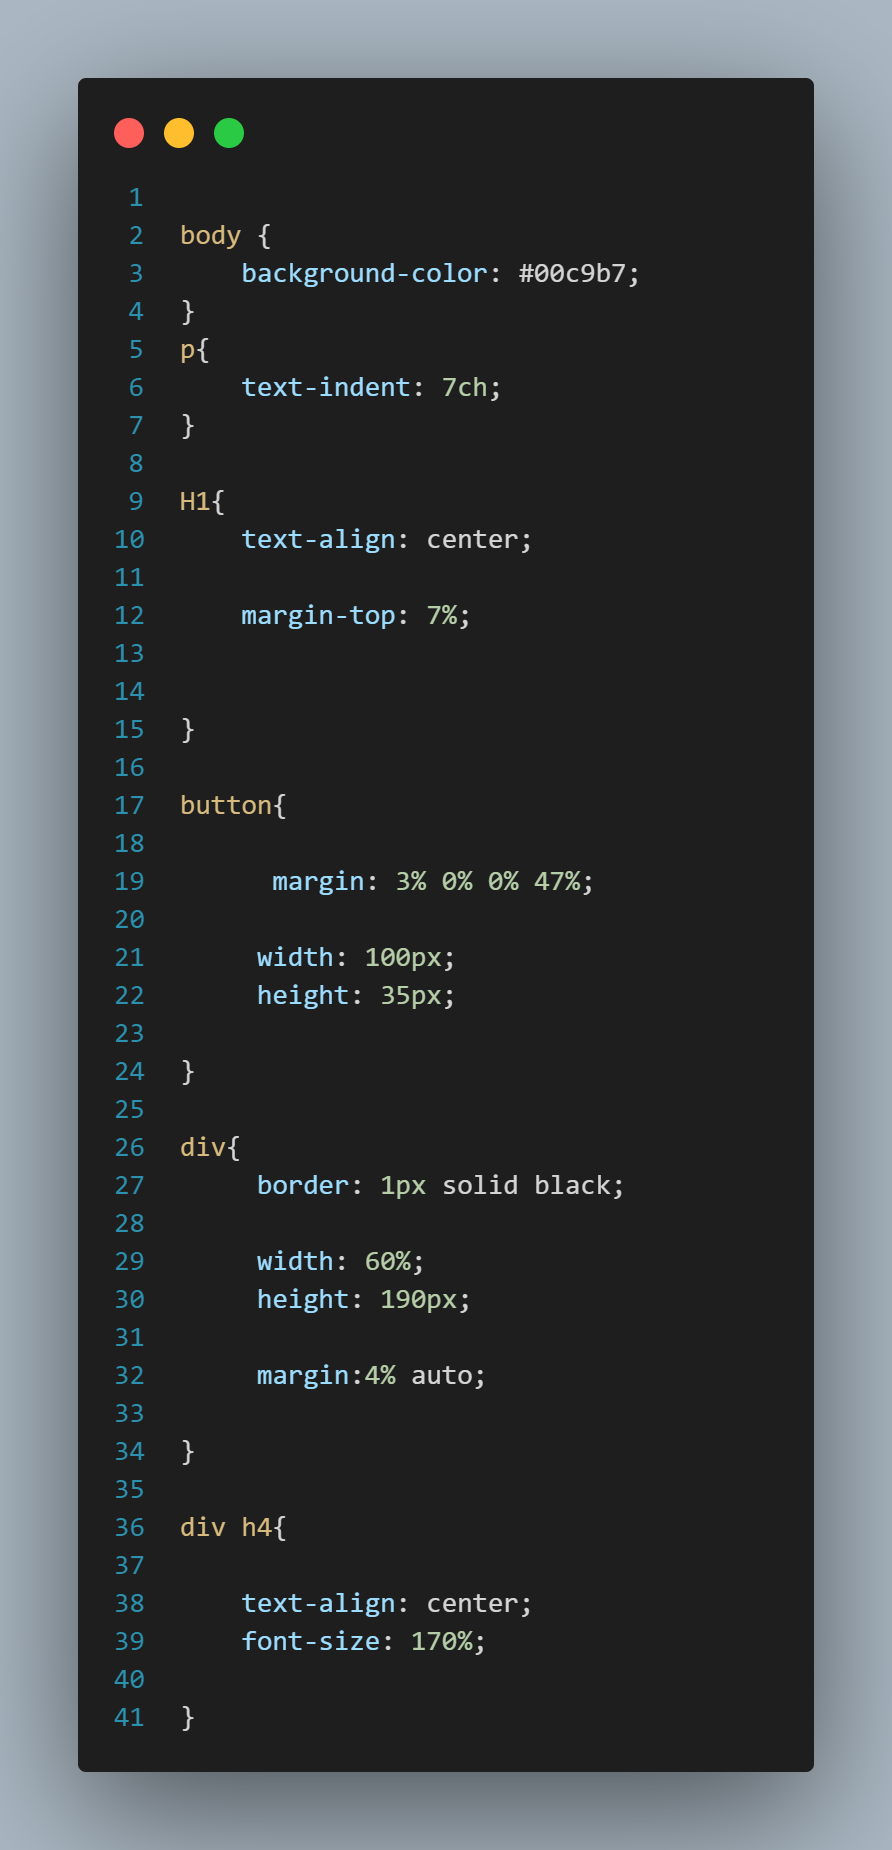 1
2 body {
3     background-color: #00c9b7;
4 }
5 p{
6     text-indent: 7ch;
7 }
8
9 H1{
10     text-align: center;
11
12     margin-top: 7%;
13
14
15 }
16
17 button{
18
19       margin: 3% 0% 0% 47%;
20
21      width: 100px;
22      height: 35px;
23
24 }
25
26 div{
27      border: 1px solid black;
28
29      width: 60%;
30      height: 190px;
31
32      margin:4% auto;
33
34 }
35
36 div h4{
37
38     text-align: center;
39     font-size: 170%;
40
41 }